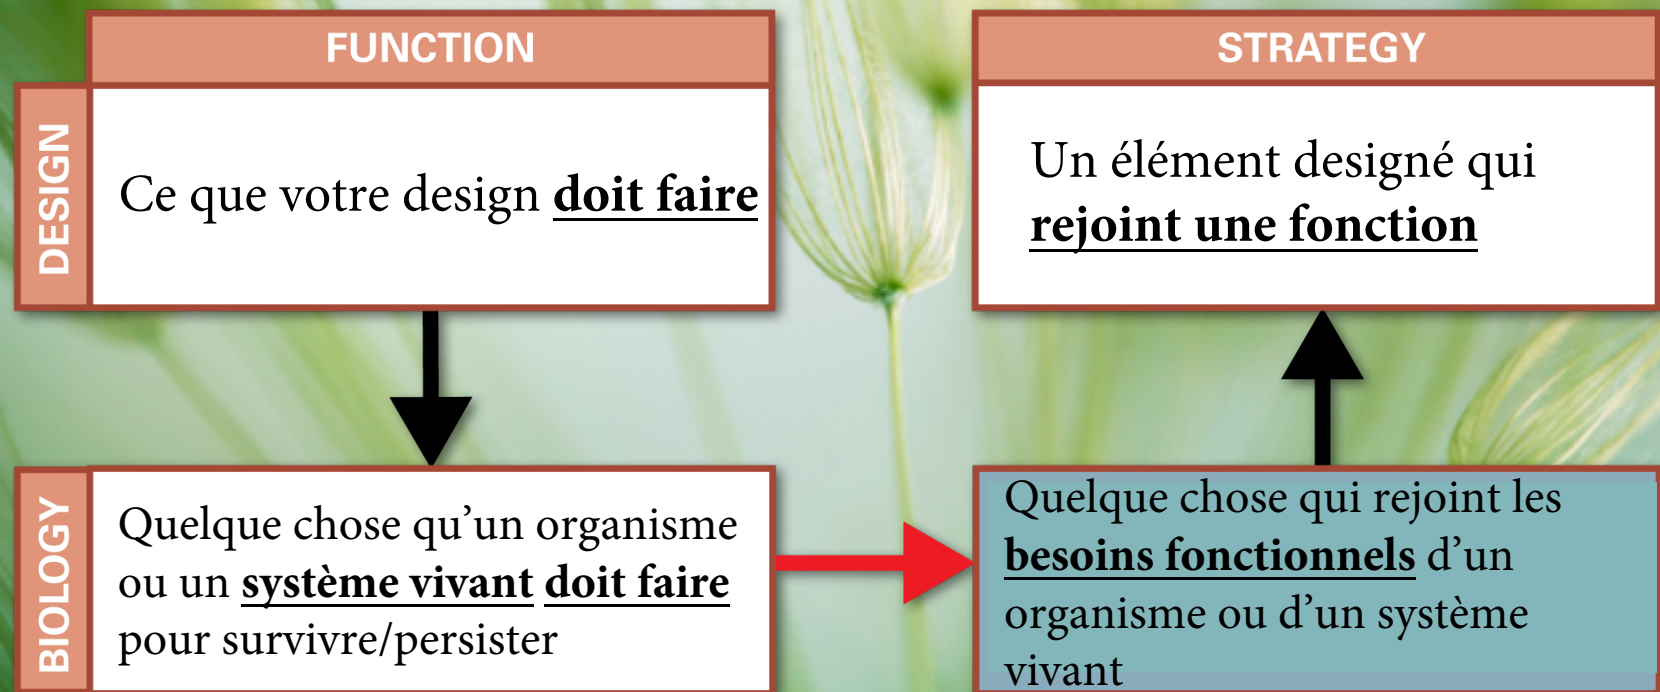 FUNCTION
STRATEGY
DESIGN
Ce que votre design doit faire
Un élément designé qui
rejoint une fonction
BIOLOGY
Quelque chose qu’un organisme
ou un système vivant doit faire
pour survivre/persister
Quelque chose qui rejoint les
besoins fonctionnels d’un
organisme ou d’un système
vivant